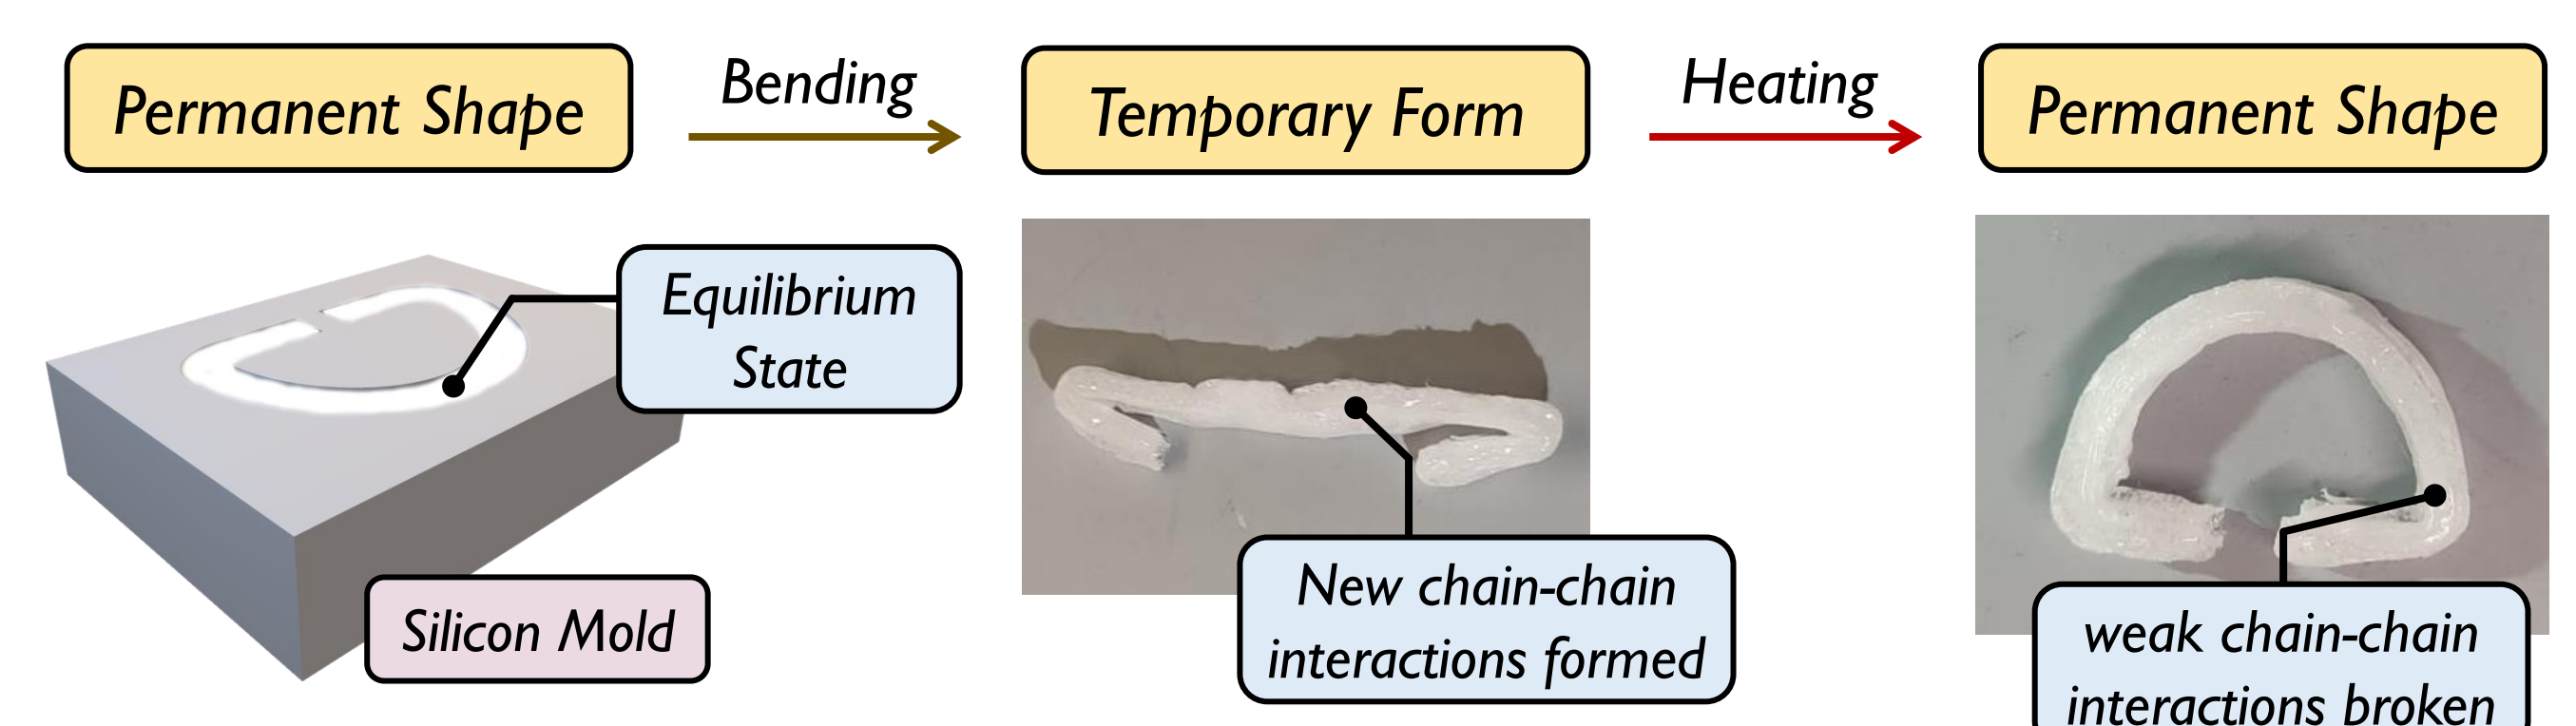 Permanent Shape
Bending
Temporary Form
Heating
Permanent Shape
Equilibrium
State
Silicon Mold
New chain-chain
interactions formed
weak chain-chain
interactions broken